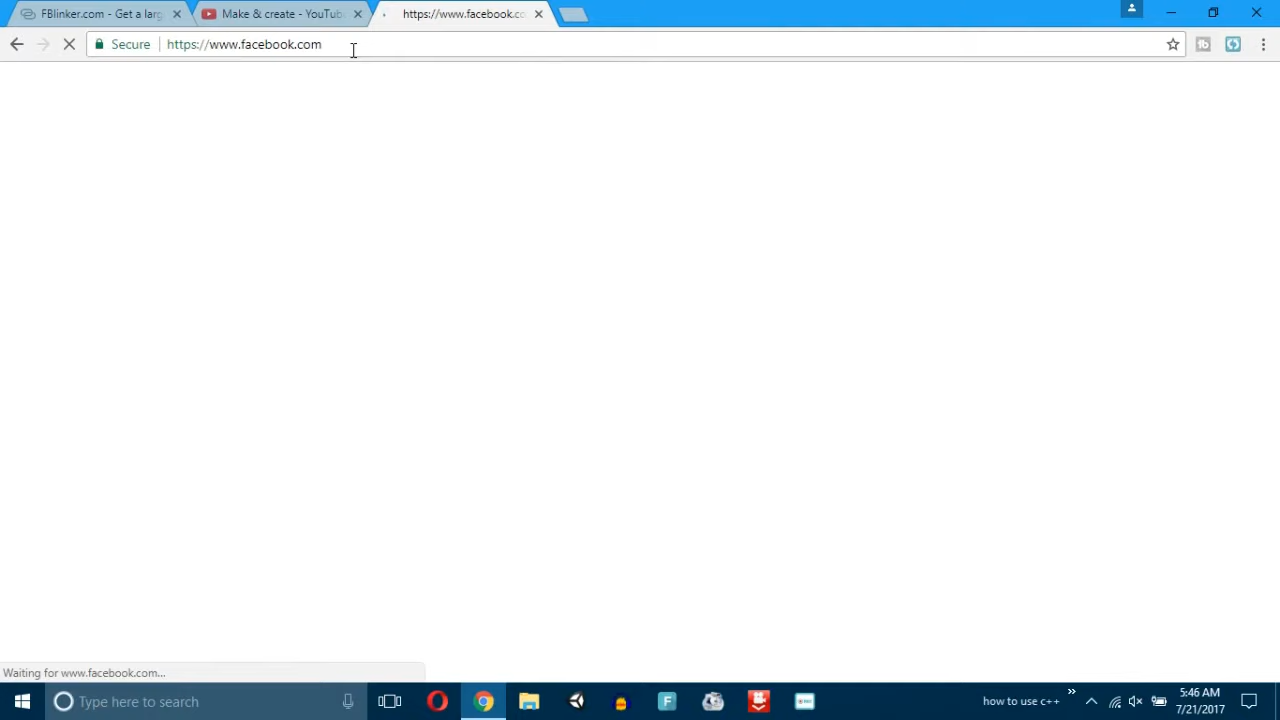 FBlinker.com - Get a larg
Make & create - YouTub
https://www.facebook.co
Secure
https://www.facebook.com
Waiting for www.facebook.com...
Type here to search
how to use c++
5:46 AM
7/21/2017